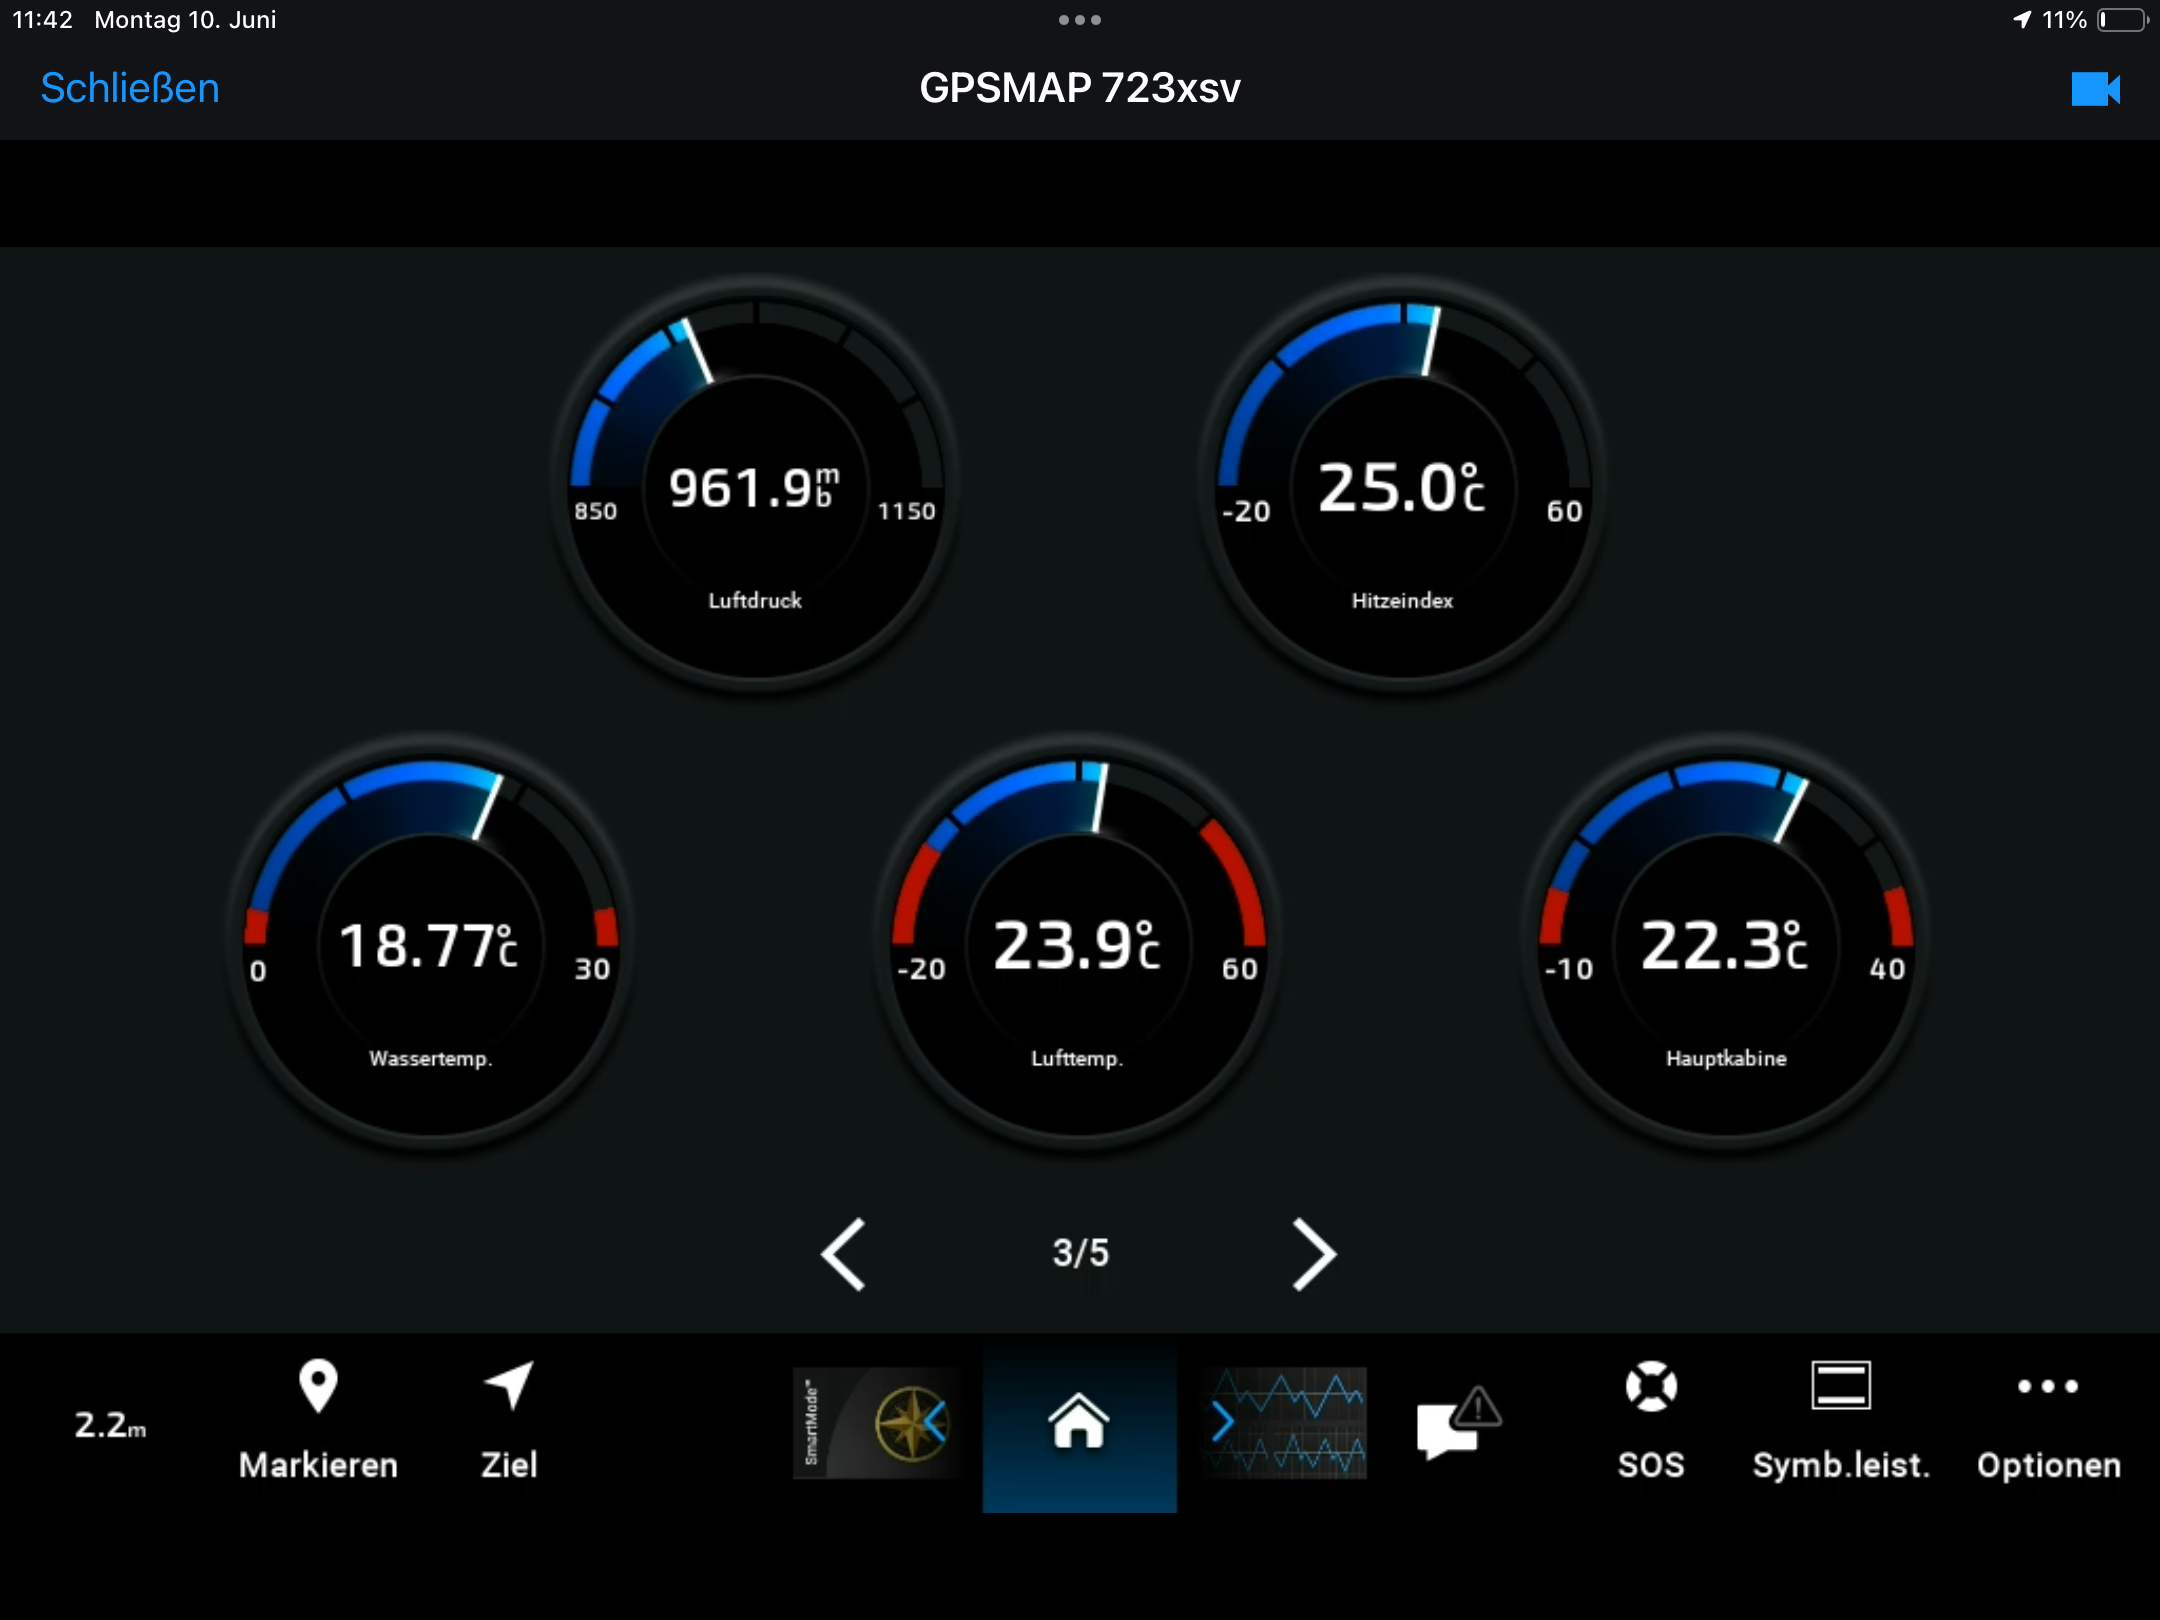 11:42 Montag 10. Juni
11%
Schließen
GPSMAP 723xsv
961.9mb
850
1150
Luftdruck
25.0°C
-20
60
Hitzeindex
18.77°C
0
30
Wassertemp.
23.9°C
-20
60
Lufttemp.
22.3°C
-10
40
Hauptkabine
3/5
2.2m
Markieren
Ziel
SmartMode™
SOS
Symb.leist.
Optionen